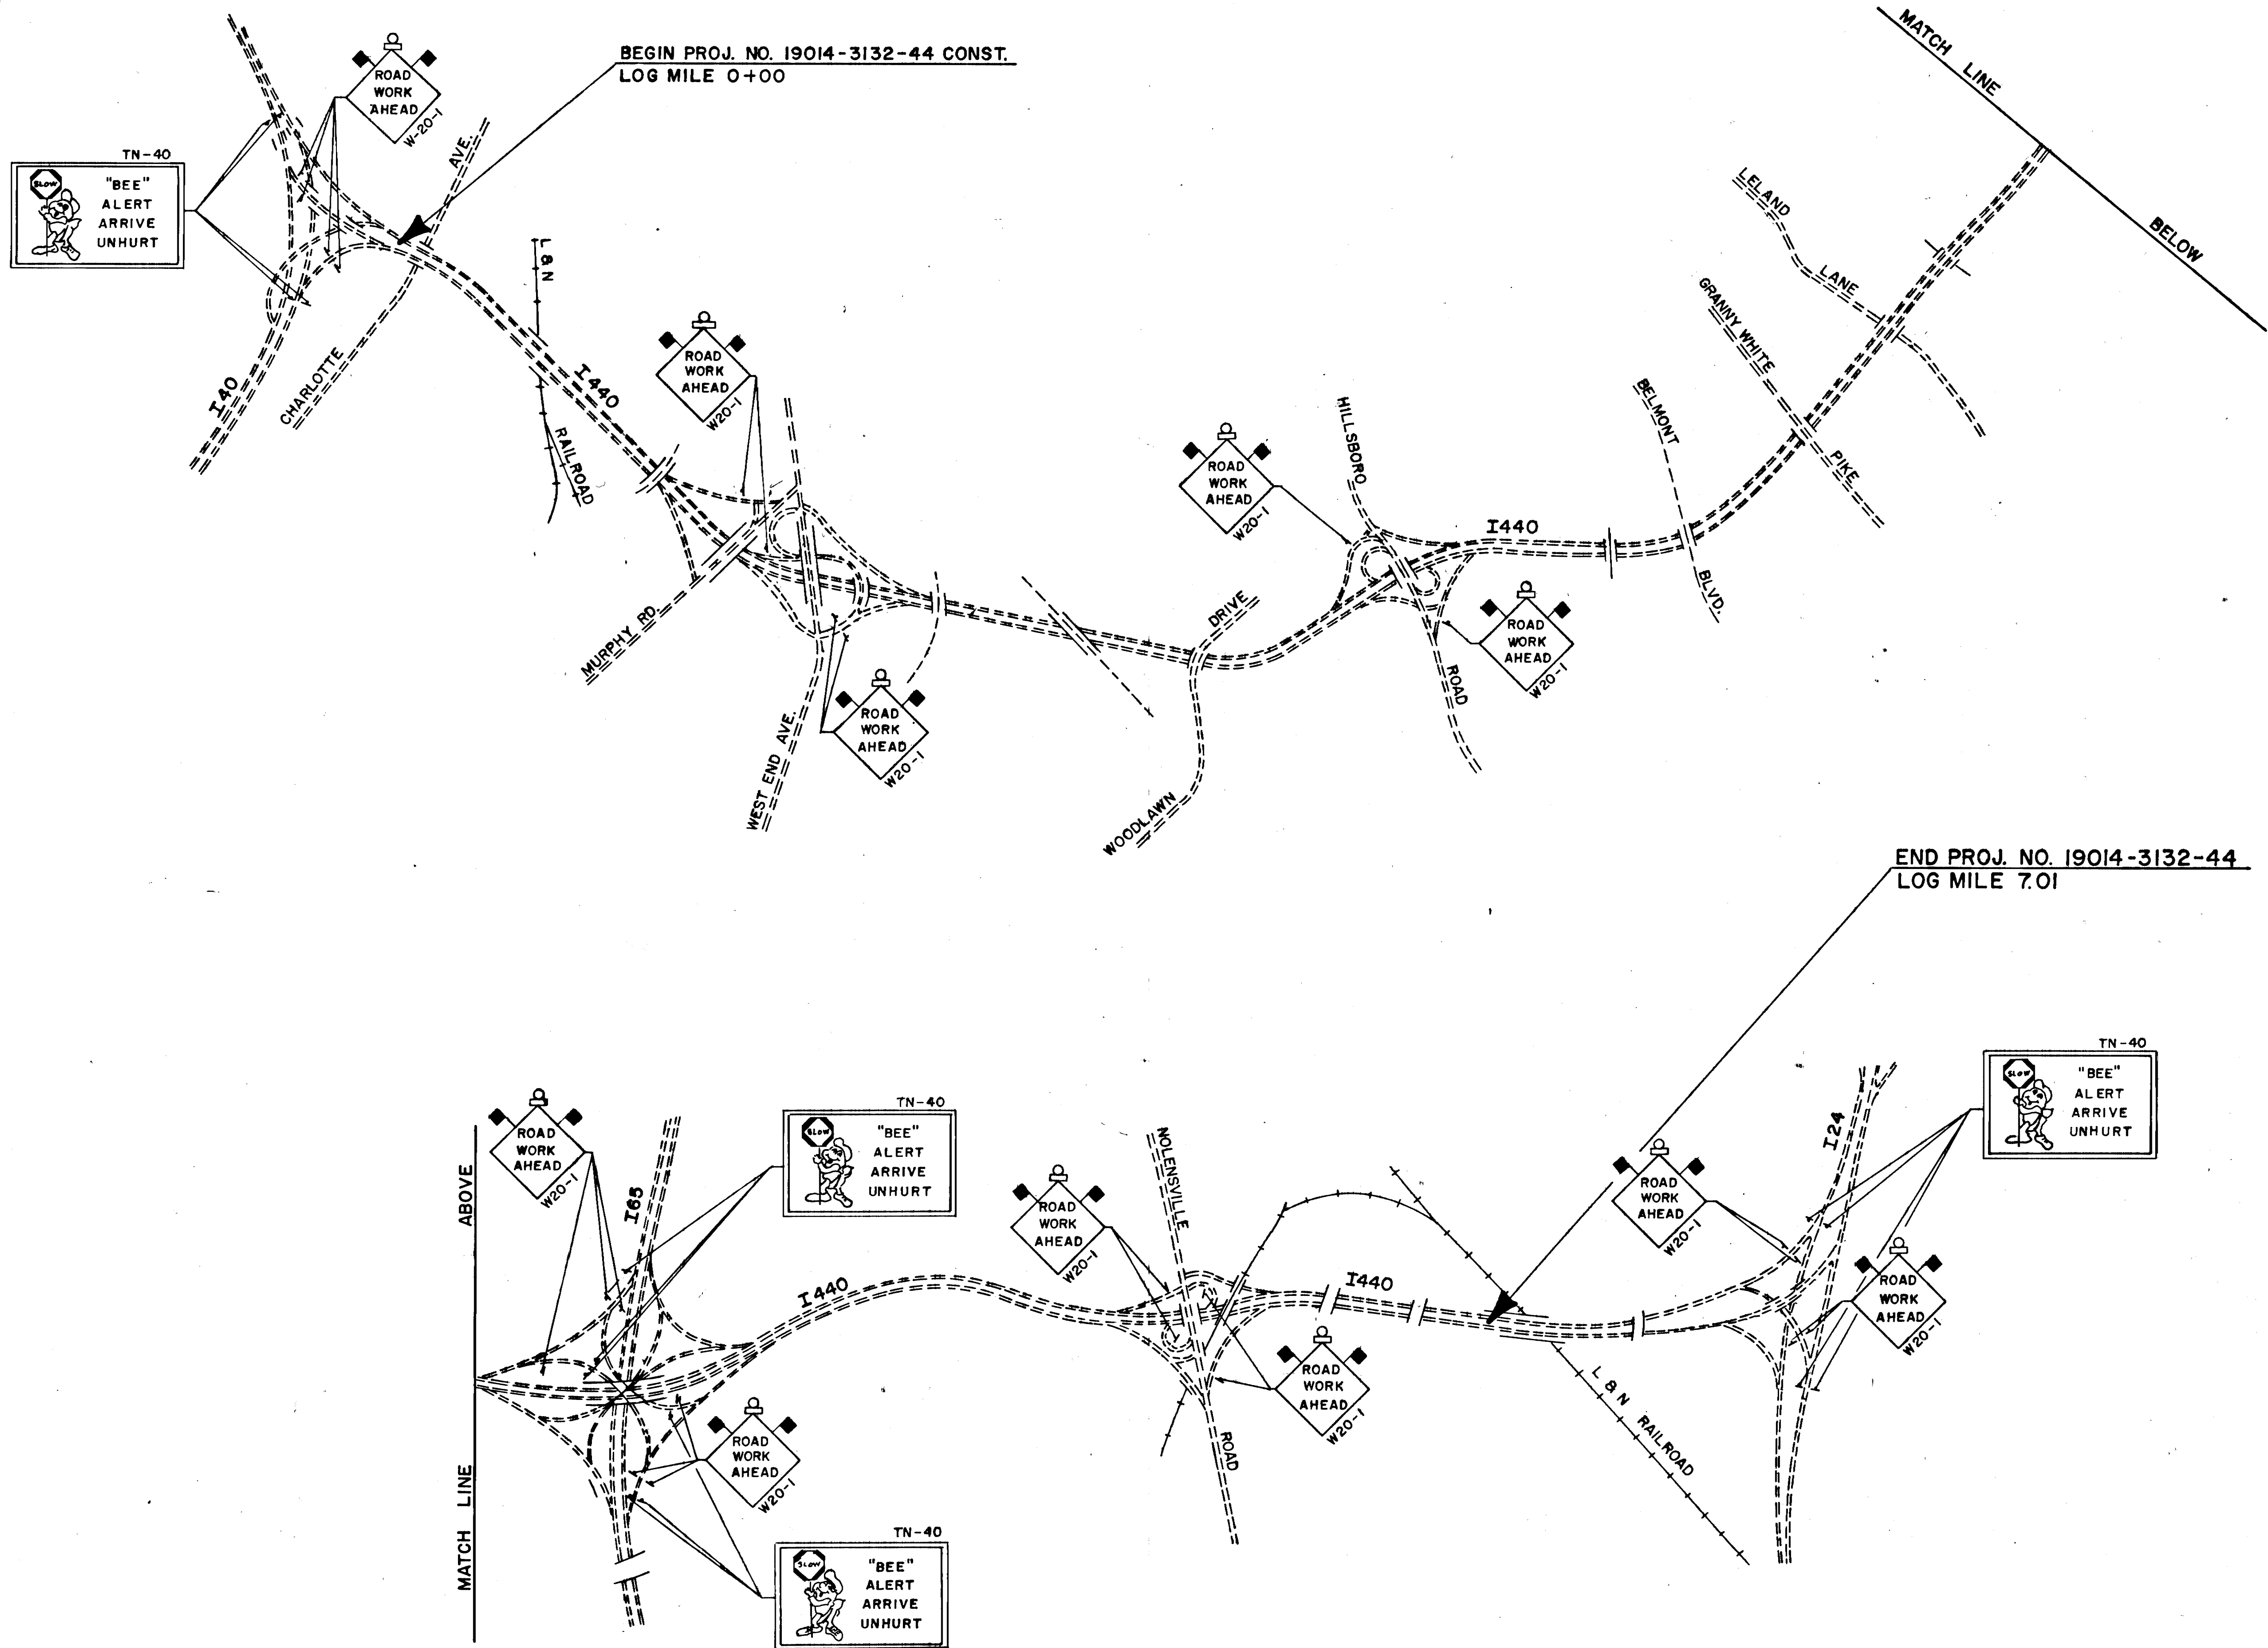 BEGIN PROJ. NO. 19014-3132-44 CONST.
LOG MILE 0+00
MATCH LINE
BELOW
ROAD
WORK
AHEAD
W-20-1
TN-40
SLOW
"BEE"
ALERT
ARRIVE
UNHURT
AVE.
CHARLOTTE
I40
L & N
RAILROAD
I440
ROAD
WORK
AHEAD
W20-1
MURPHY RD.
WEST END AVE.
ROAD
WORK
AHEAD
W20-1
DRIVE
WOODLAWN
ROAD
WORK
AHEAD
W20-1
HILLSBORO
ROAD
I440
ROAD
WORK
AHEAD
W20-1
BELMONT
BLVD.
GRANNY WHITE
PIKE
LELAND
LANE
END PROJ. NO. 19014-3132-44
LOG MILE 7.01
MATCH LINE
ABOVE
ROAD
WORK
AHEAD
W20-1
I65
TN-40
SLOW
"BEE"
ALERT
ARRIVE
UNHURT
I440
ROAD
WORK
AHEAD
W20-1
TN-40
SLOW
"BEE"
ALERT
ARRIVE
UNHURT
ROAD
WORK
AHEAD
W20-1
NOLENSVILLE
ROAD
ROAD
WORK
AHEAD
W20-1
I440
L & N RAILROAD
ROAD
WORK
AHEAD
W20-1
I24
TN-40
SLOW
"BEE"
ALERT
ARRIVE
UNHURT
ROAD
WORK
AHEAD
W20-1